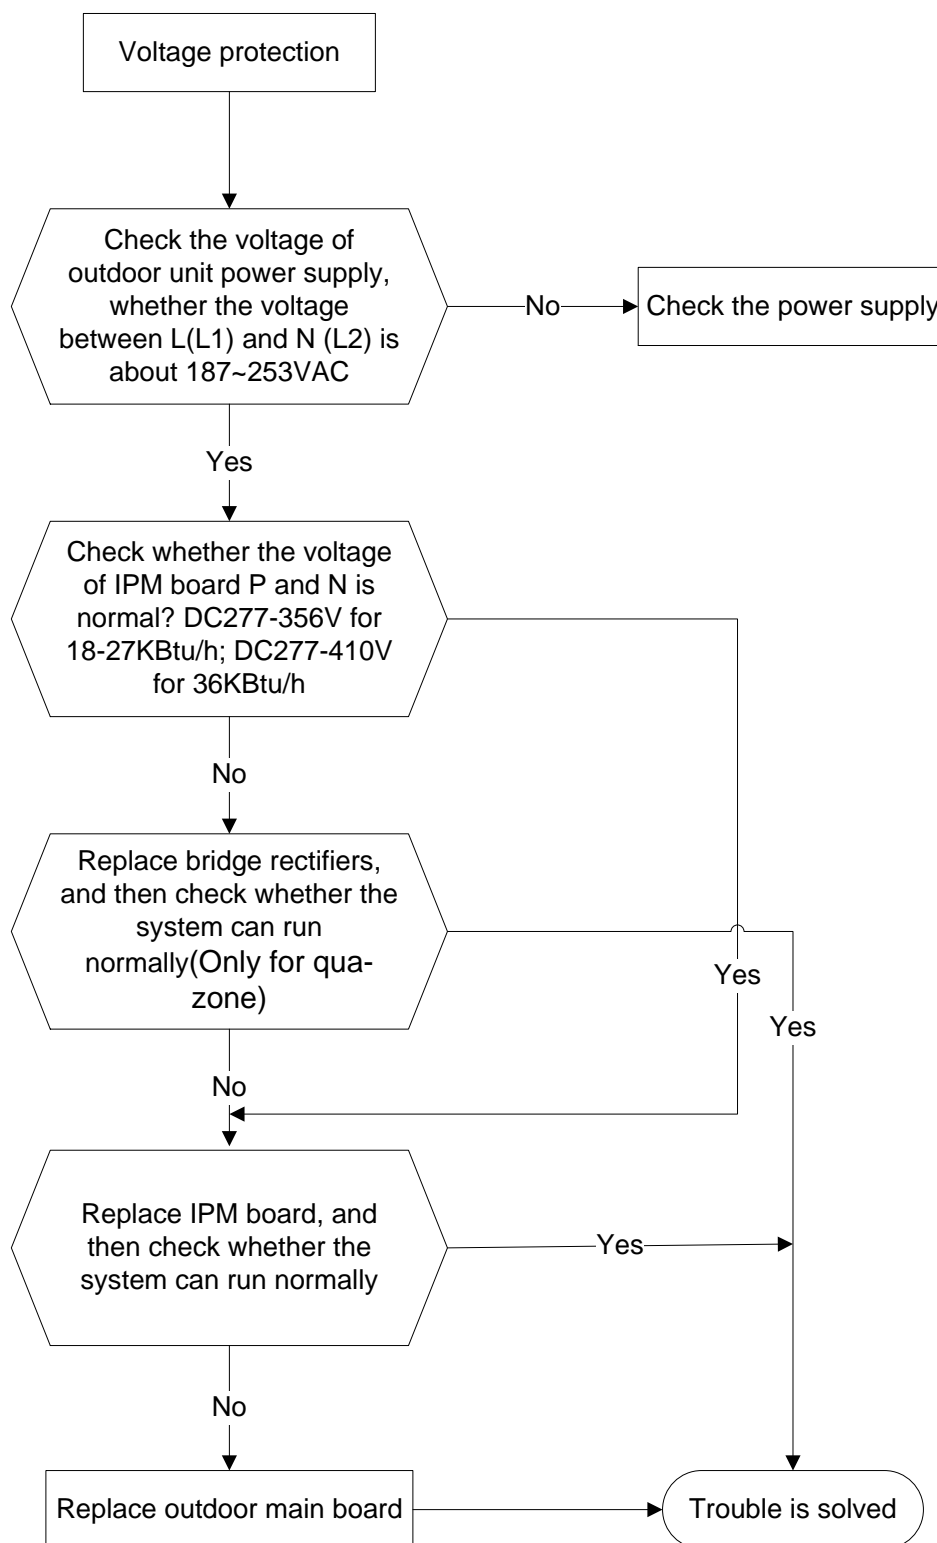 Voltage protection
Check the voltage of
outdoor unit power supply,
whether the voltage
between L(L1) and N (L2) is
about 187~253VAC
No
Check the power supply
Yes
Check whether the voltage
of IPM board P and N is
normal? DC277-356V for
18-27KBtu/h; DC277-410V
for 36KBtu/h
No
Replace bridge rectifiers,
and then check whether the
system can run
normally(Only for qua-
zone)
Yes
Yes
No
Replace IPM board, and
then check whether the
system can run normally
Yes
No
Replace outdoor main board
Trouble is solved